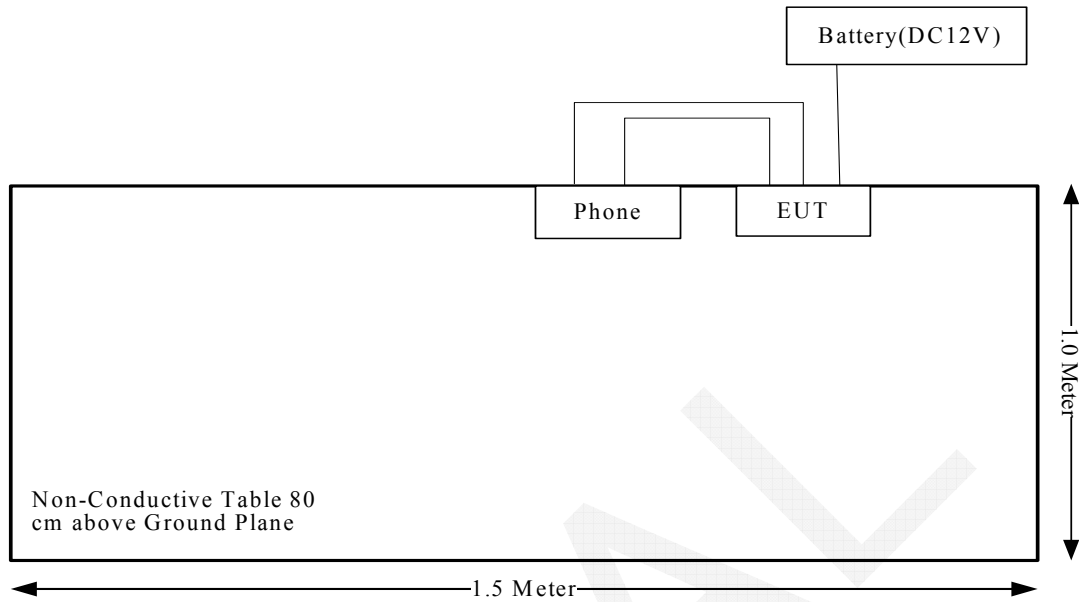 Battery(DC12V)
Phone
EUT
1.0 Meter
Non-Conductive Table 80
cm above Ground Plane
1.5 Meter